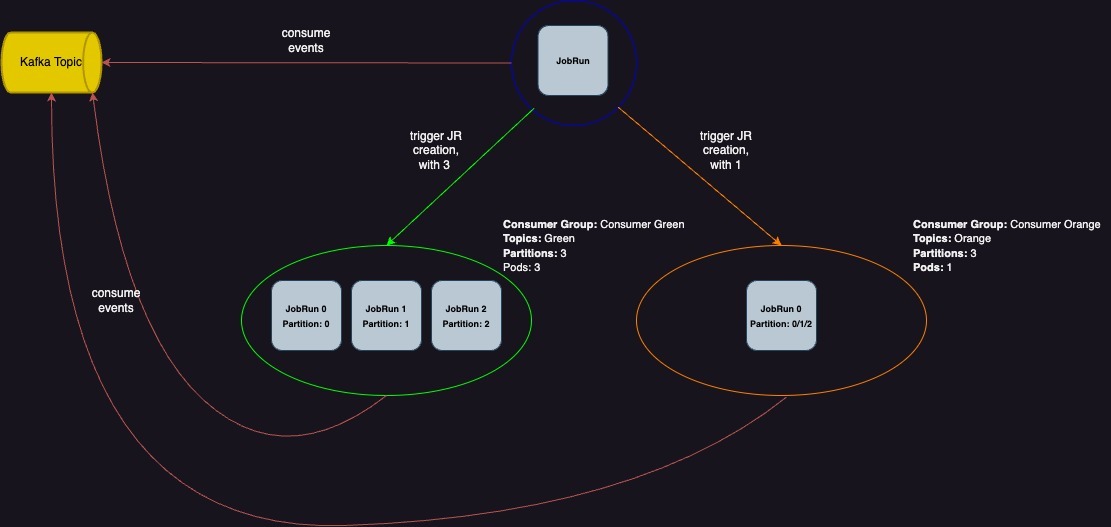 consume
events
Kafka Topic
JobRun
trigger JR
creation,
with 3
trigger JR
creation,
with 1
Consumer Group: Consumer Green
Topics: Green
Partitions: 3
Pods: 3
Consumer Group: Consumer Orange
Topics: Orange
Partitions: 3
Pods: 1
consume
events
JobRun 0
Partition: 0
JobRun 1
Partition: 1
JobRun 2
Partition: 2
JobRun 0
Partition: 0/1/2